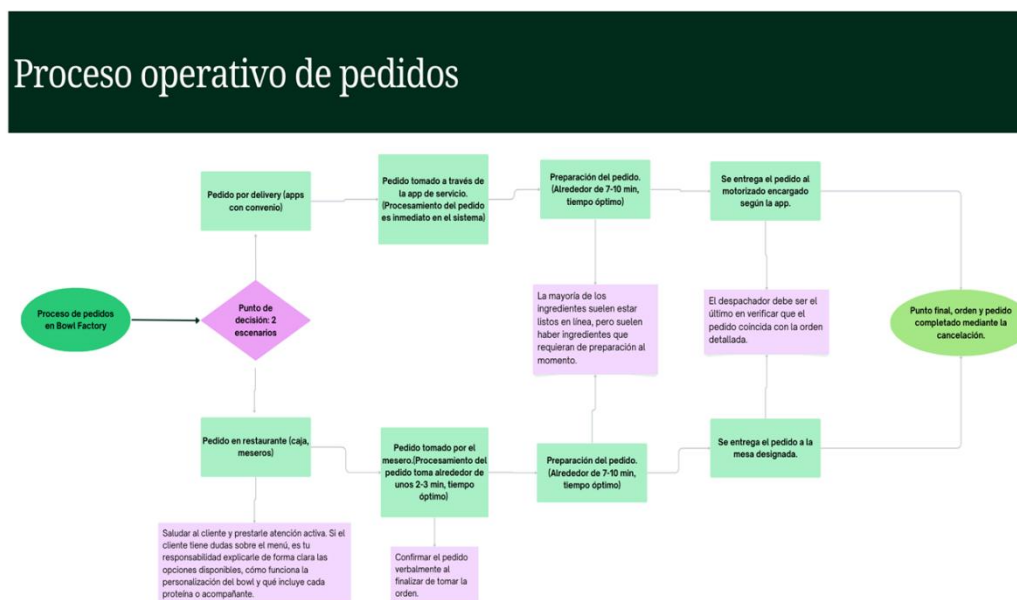 Proceso operativo de pedidos
Pedido por delivery (apps
con convenio)
Pedido tomado a través de
la app de servicio.
(Procesamiento del pedido
es inmediato en el sistema)
Preparación del pedido.
(Alrededor de 7-10 min,
tiempo óptimo)
Se entrega el pedido al
motorizado encargado
según la app.
Proceso de pedidos
en Bowl Factory
Punto de
decisión: 2
escenarios
La mayoría de los
ingredientes suelen estar
listos en línea, pero suelen
haber ingredientes que
requieran de preparación al
momento.
El despachador debe ser el
último en verificar que el
pedido coincida con la orden
detallada.
Punto final, orden y pedido
completado mediante la
cancelación.
Pedido en restaurante (caja,
meseros)
Pedido tomado por el
mesero.(Procesamiento del
pedido toma alrededor de
unos 2-3 min, tiempo
óptimo)
Preparación del pedido.
(Alrededor de 7-10 min,
tiempo óptimo)
Se entrega el pedido a la
mesa designada.
Saludar al cliente y prestarle atención activa. Si el
cliente tiene dudas sobre el menú, es tu
responsabilidad explicarle de forma clara las
opciones disponibles, cómo funciona la
personalización del bowl y qué incluye cada
proteína o acompañante.
Confirmar el pedido
verbalmente al
finalizar de tomar la
orden.